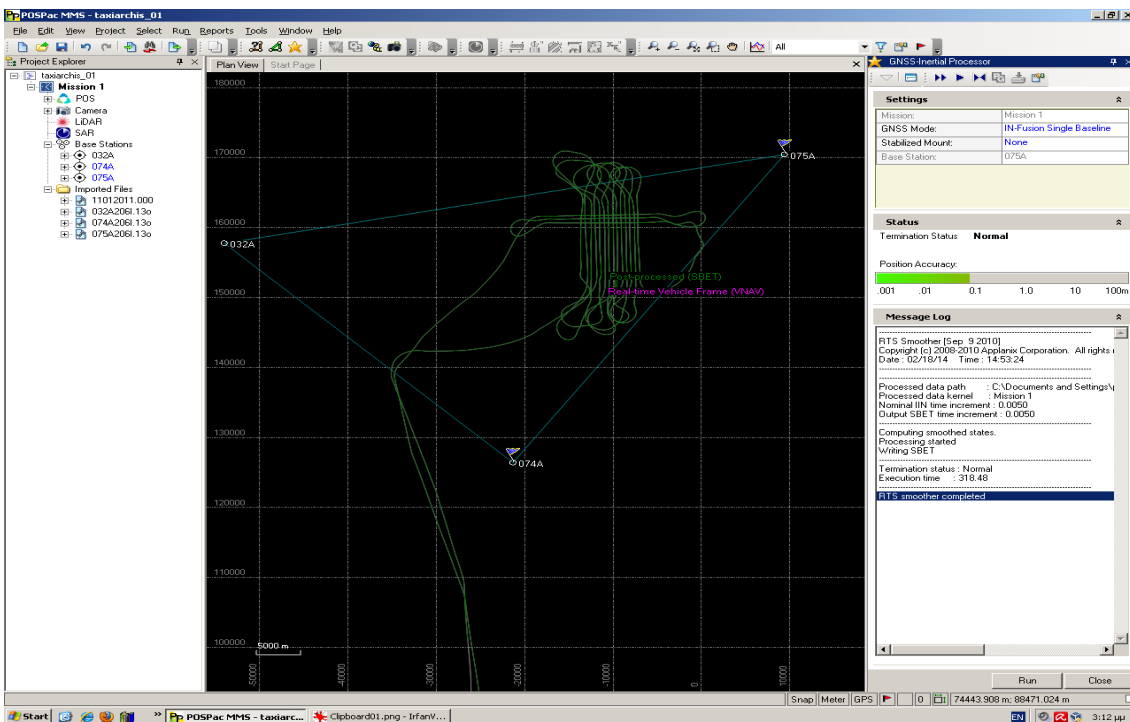 POSPac MMS - taxiarchis_01
File Edit View Project Select Run Reports Tools Window Help
All
Project Explorer
taxiarchis_01
Mission 1
POS
Camera
LiDAR
SAR
Base Stations
032A
074A
075A
Imported Files
11012011.000
032A206I.13o
074A206I.13o
075A206I.13o
Plan View Start Page
180000
170000
160000
150000
140000
130000
120000
110000
100000
075A
032A
074A
Post-processed (SBET)
Real-time Vehicle Frame (VNAV)
5000 m
-50000 -40000 -30000 -20000 -10000 0 10000
GNSS-Inertial Processor
Settings
Mission: Mission 1
GNSS Mode: IN-Fusion Single Baseline
Stabilized Mount: None
Base Station: 075A
Status
Termination Status Normal
Position Accuracy:
.001 .01 0.1 1.0 10 100m
Message Log
RTS Smoother [Sep 9 2010]
Copyright (c) 2008-2010 Applanix Corporation. All rights
Date : 02/18/14 Time : 14:53:24
Processed data path : C:\Documents and Settings\
Processed data kernel : Mission 1
Nominal IIN time increment : 0.0050
Output SBET time increment : 0.0050
Computing smoothed states.
Processing started
Writing SBET
Termination status : Normal
Execution time : 318.48
RTS smoother completed
Run Close
Snap Meter GPS 0 74443.908 m; 88471.024 m
Start » POSPac MMS - taxiarc... Clipboard01.png - IrfanV... EN 3:12 μμ